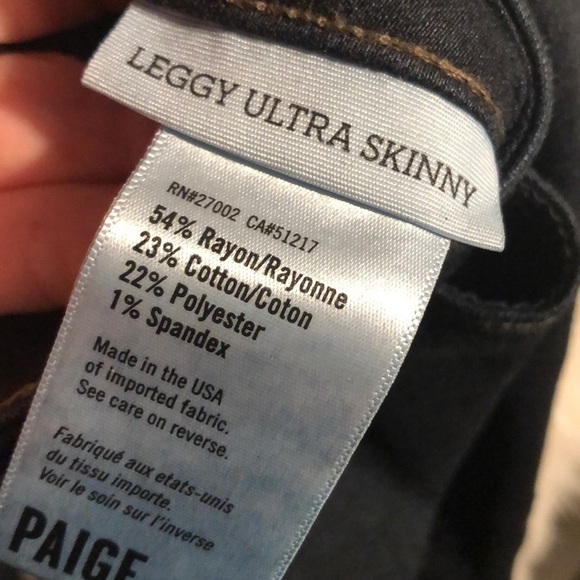 LEGGY ULTRA SKINNY
RN#27002 CA#51217
54% Rayon/Rayonne
23% Cotton/Coton
22% Polyester
1% Spandex
Made in the USA
of imported fabric.
See care on reverse.
Fabriqué aux etats-unis
du tissu importe.
Voir le soin sur l'inverse
PAIGE